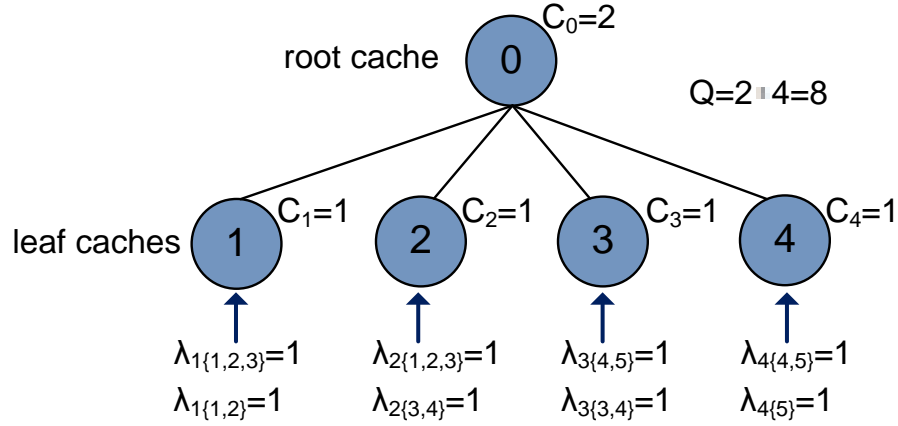 C₀=2
root cache
0
Q=2 4=8
C₁=1
C₂=1
C₃=1
C₄=1
leaf caches
1
2
3
4
λ₁{1,2,3}=1
λ₂{1,2,3}=1
λ₃{4,5}=1
λ₄{4,5}=1
λ₁{1,2}=1
λ₂{3,4}=1
λ₃{3,4}=1
λ₄{5}=1